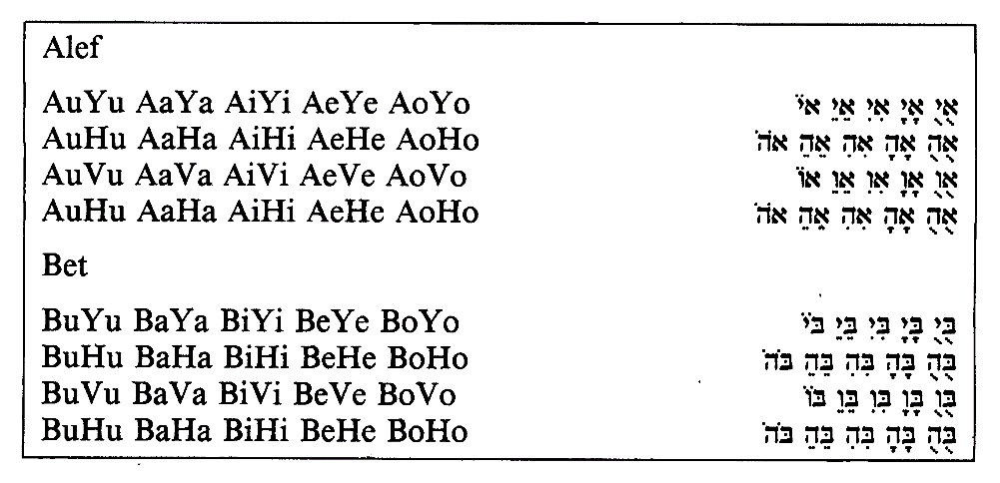 Alef
AuYu AaYa AiYi AeYe AoYo אֻיֻ אָיָ אִיִ אֵיֵ אֹיֹ
AuHu AaHa AiHi AeHe AoHo אֻהֻ אָהָ אִהִ אֵהֵ אֹהֹ
AuVu AaVa AiVi AeVe AoVo אֻוֻ אָוָ אִוִ אֵוֵ אֹוֹ
AuHu AaHa AiHi AeHe AoHo אֻהֻ אָהָ אִהִ אֵהֵ אֹהֹ
Bet
BuYu BaYa BiYi BeYe BoYo בֻּיֻ בָּיָ בִּיִ בֵּיֵ בֹּיֹ
BuHu BaHa BiHi BeHe BoHo בֻּהֻ בָּהָ בִּהִ בֵּהֵ בֹּהֹ
BuVu BaVa BiVi BeVe BoVo בֻּוֻ בָּוָ בִּוִ בֵּוֵ בֹּוֹ
BuHu BaHa BiHi BeHe BoHo בֻּהֻ בָּהָ בִּהִ בֵּהֵ בֹּהֹ